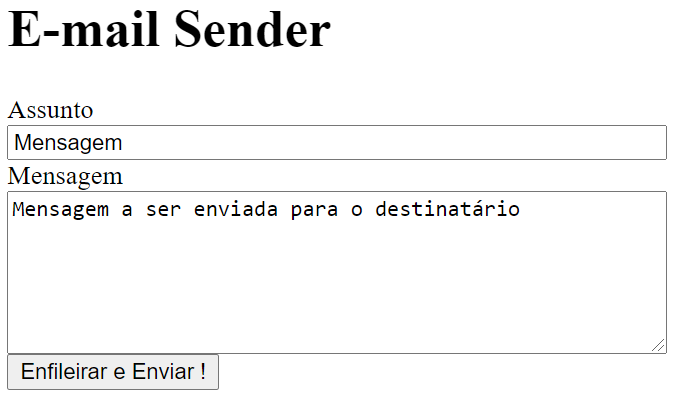 E-mail Sender
Assunto
Mensagem
Mensagem
Mensagem a ser enviada para o destinatário
Enfileirar e Enviar !